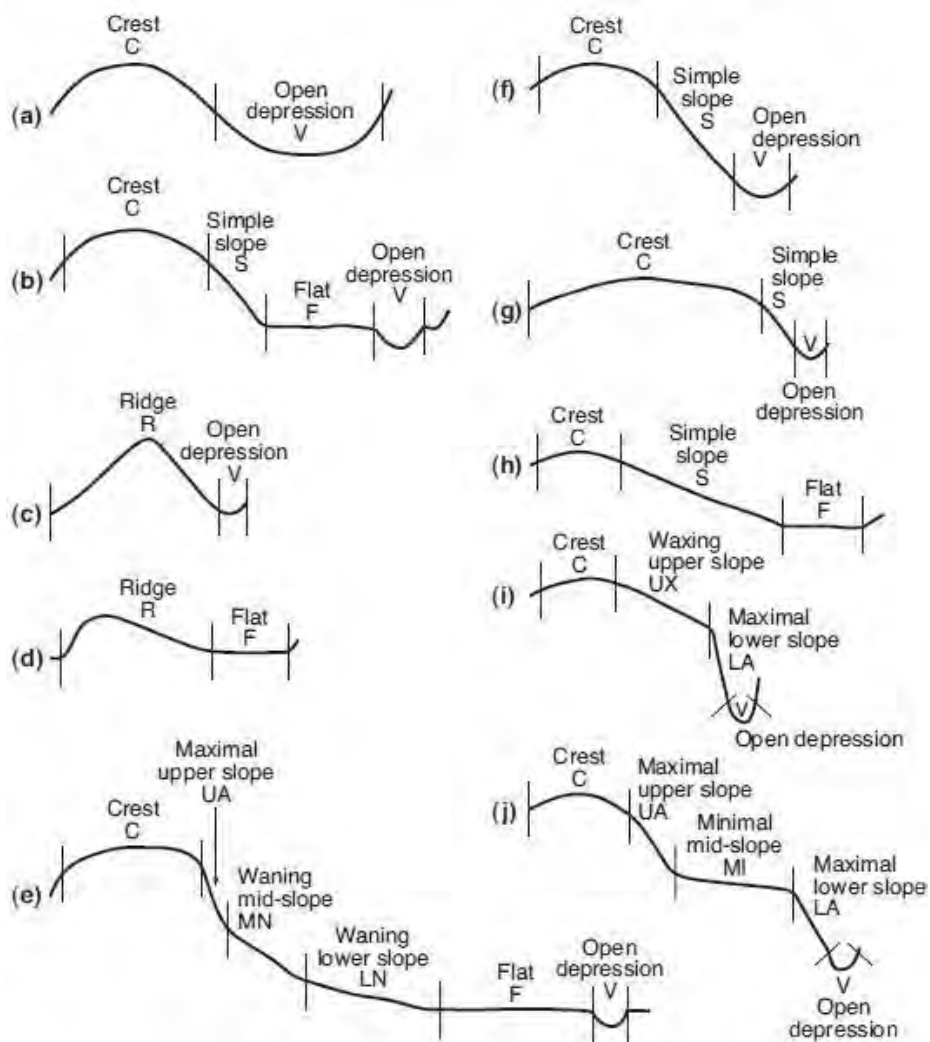 Crest
C
Open
depression
V
(a)
Crest
C
Simple
slope
S
Flat
F
Open
depression
V
(b)
Ridge
R
Open
depression
V
(c)
Ridge
R
Flat
F
(d)
Maximal
upper slope
UA
Crest
C
(e)
Waning
mid-slope
MN
Waning
lower slope
LN
Flat
F
Open
depression
V
Crest
C
(f)
Simple
slope
S
Open
depression
V
Crest
C
Simple
slope
S
(g)
V
Open
depression
Crest
C
Simple
slope
S
(h)
Flat
F
Crest
C
Waxing
upper slope
UX
(i)
Maximal
lower slope
LA
V
Open depression
Crest
C
Maximal
upper slope
UA
(j)
Minimal
mid-slope
MI
Maximal
lower slope
LA
V
Open
depression